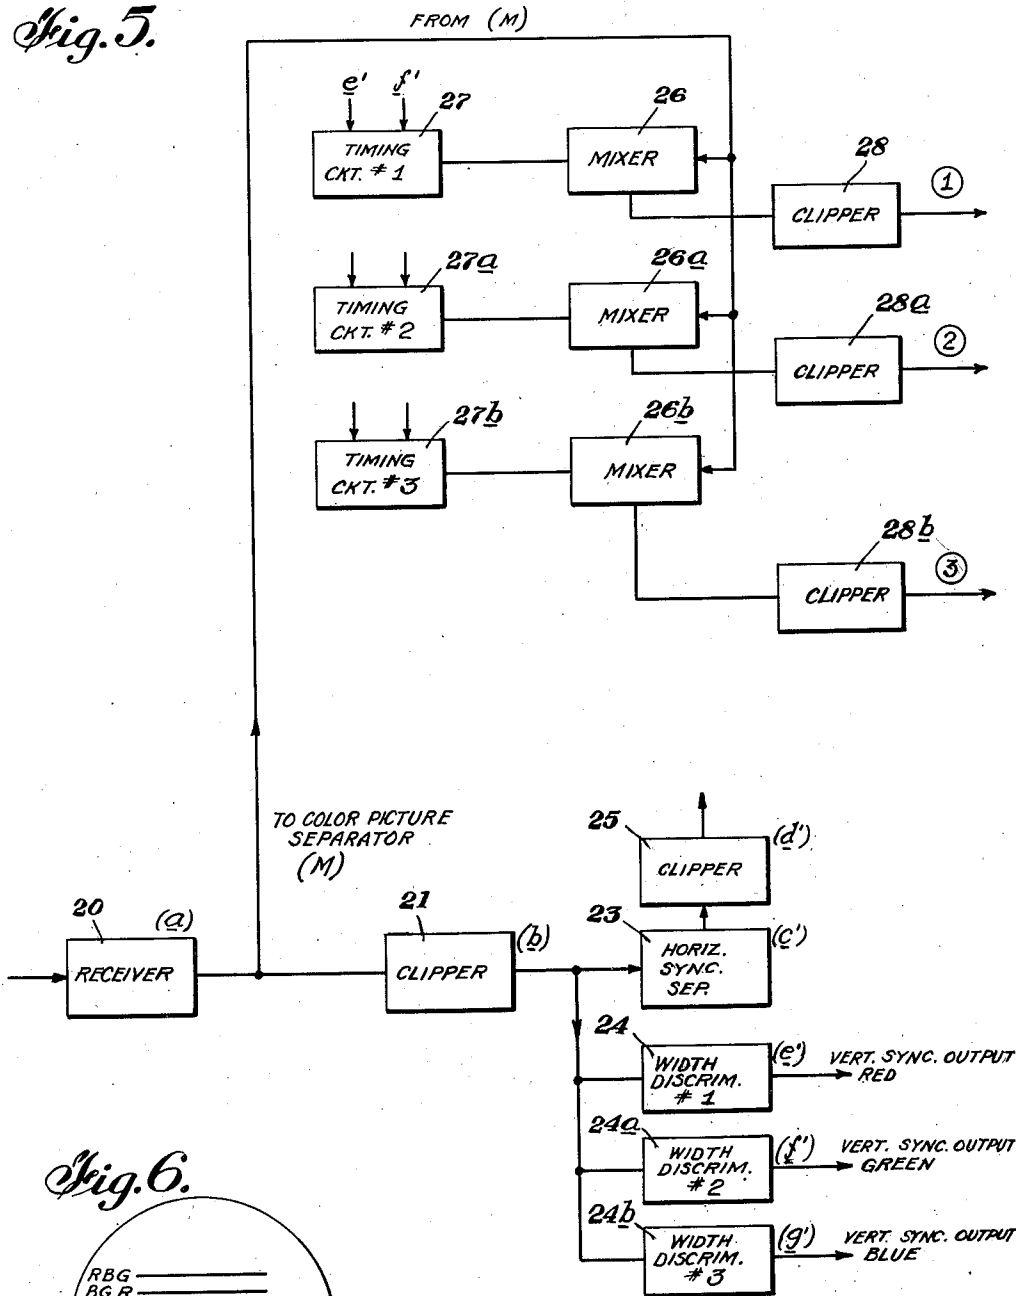 Fig. 5.
FROM (M)
e' f'
27
TIMING
CKT. #1
26
MIXER
28
CLIPPER
1
27a
TIMING
CKT. #2
26a
MIXER
28a
CLIPPER
2
27b
TIMING
CKT. #3
26b
MIXER
28b
CLIPPER
3
TO COLOR PICTURE
SEPARATOR
(M)
25
CLIPPER
(d')
20
(a)
RECEIVER
21
CLIPPER
(b)
23
HORIZ.
SYNC.
SEP.
(c')
24
WIDTH
DISCRIM.
#1
(e')
VERT. SYNC. OUTPUT
RED
24a
WIDTH
DISCRIM.
#2
(f')
VERT. SYNC. OUTPUT
GREEN
24b
WIDTH
DISCRIM.
#3
(g')
VERT. SYNC. OUTPUT
BLUE
Fig. 6.
RBG
BGR